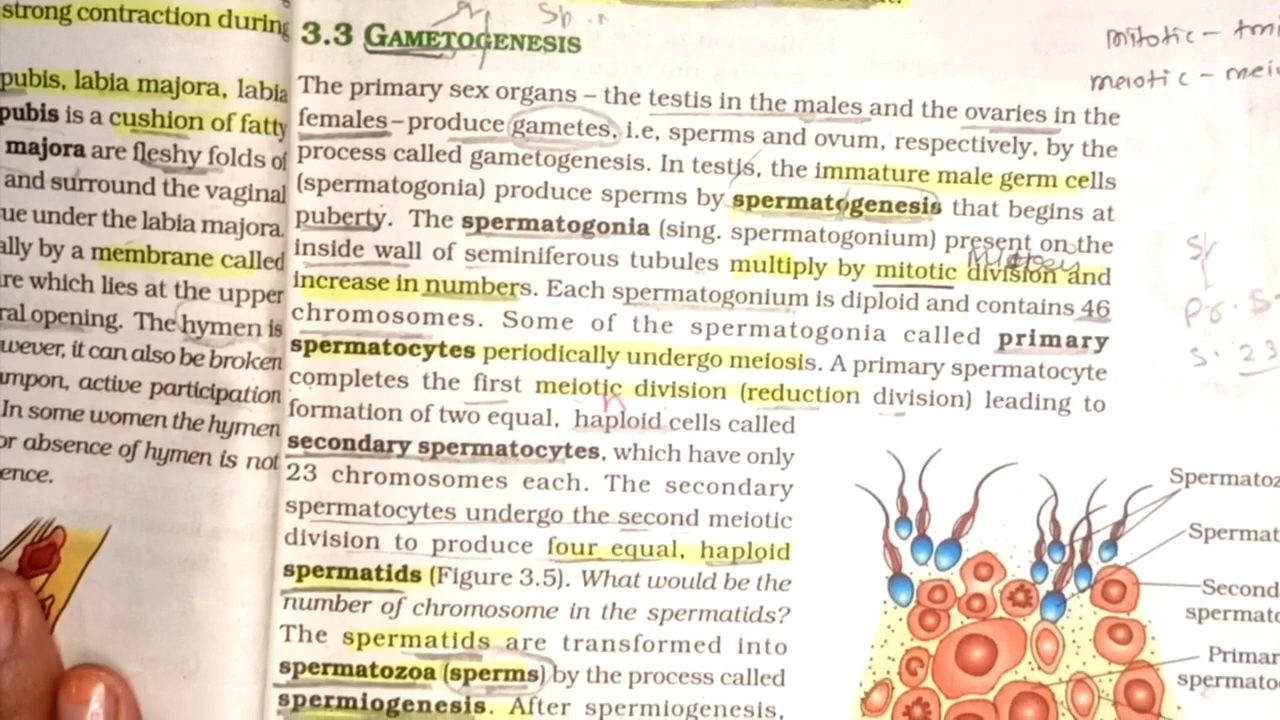 strong contraction during
pubis, labia majora, labia
pubis is a cushion of fatty
majora are fleshy folds of
and surround the vaginal
ue under the labia majora.
ally by a membrane called
re which lies at the upper
ral opening. The hymen is
wever, it can also be broken
umpon, active participation
In some women the hymen
or absence of hymen is not
ence.
3.3 GAMETOGENESIS
The primary sex organs – the testis in the males and the ovaries in the
females – produce gametes, i.e, sperms and ovum, respectively, by the
process called gametogenesis. In testis, the immature male germ cells
(spermatogonia) produce sperms by spermatogenesis that begins at
puberty. The spermatogonia (sing. spermatogonium) present on the
inside wall of seminiferous tubules multiply by mitotic division and
increase in numbers. Each spermatogonium is diploid and contains 46
chromosomes. Some of the spermatogonia called primary
spermatocytes periodically undergo meiosis. A primary spermatocyte
completes the first meiotic division (reduction division) leading to
formation of two equal, haploid cells called
secondary spermatocytes, which have only
23 chromosomes each. The secondary
spermatocytes undergo the second meiotic
division to produce four equal, haploid
spermatids (Figure 3.5). What would be the
number of chromosome in the spermatids?
The spermatids are transformed into
spermatozoa (sperms) by the process called
spermiogenesis. After spermiogenesis,
mitotic –
meiotic –
Pr. S
S. 23
Spermatoz
Spermat
Second
spermato
Primar
spermato